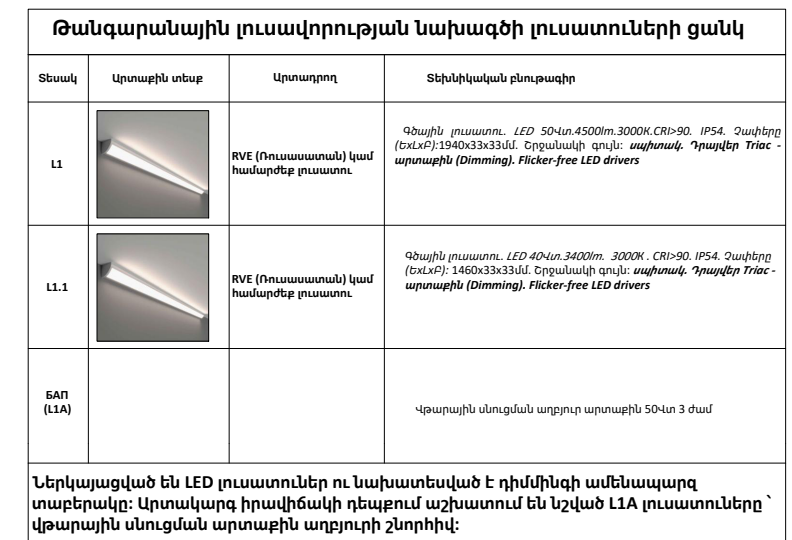 Թանգարանային լուսավորության նախագծի լուսատուների ցանկ
Տեսակ Արտաքին տեսք Արտադրող Տեխնիկական բնութագիր
L1
RVE (Ռուսասատան) կամ
համարժեք լուսատու
Գծային լուսատու. LED 50Վտ.4500lm.3000K.CRI>90. IP54. Չափերը
(ԵxLxԲ):1940x33x33մմ. Շրջանակի գույն: սպիտակ. Դրայվեր Triac -
արտաքին (Dimming). Flicker-free LED drivers
L1.1
RVE (Ռուսասատան) կամ
համարժեք լուսատու
Գծային լուսատու. LED 40Վտ.3400lm. 3000K . CRI>90. IP54. Չափերը
(ԵxLxԲ): 1460x33x33մմ. Շրջանակի գույն: սպիտակ. Դրայվեր Triac -
արտաքին (Dimming). Flicker-free LED drivers
БАП
(L1A)
Վթարային սնուցման աղբյուր արտաքին 50Վտ 3 ժամ
Ներկայացված են LED լուսատուներ ու նախատեսված է դիմմինգի ամենապարզ
տաբերակը: Արտակարգ իրավիճակի դեպքում աշխատում են նշված L1A լուսատուները `
վթարային սնուցման արտաքին աղբյուրի շնորհիվ: